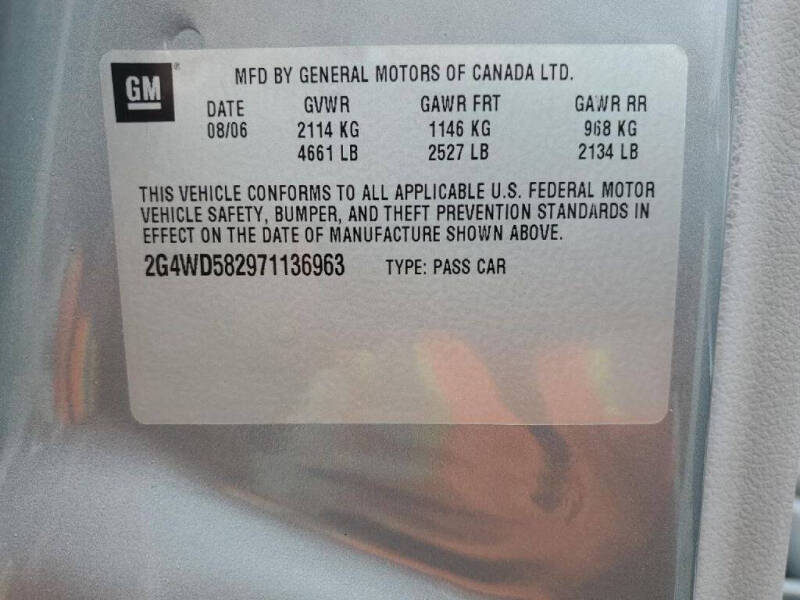 GM ®
MFD BY GENERAL MOTORS OF CANADA LTD.
DATE GVWR GAWR FRT GAWR RR
08/06 2114 KG 1146 KG 968 KG
4661 LB 2527 LB 2134 LB
THIS VEHICLE CONFORMS TO ALL APPLICABLE U.S. FEDERAL MOTOR
VEHICLE SAFETY, BUMPER, AND THEFT PREVENTION STANDARDS IN
EFFECT ON THE DATE OF MANUFACTURE SHOWN ABOVE.
2G4WD582971136963 TYPE: PASS CAR